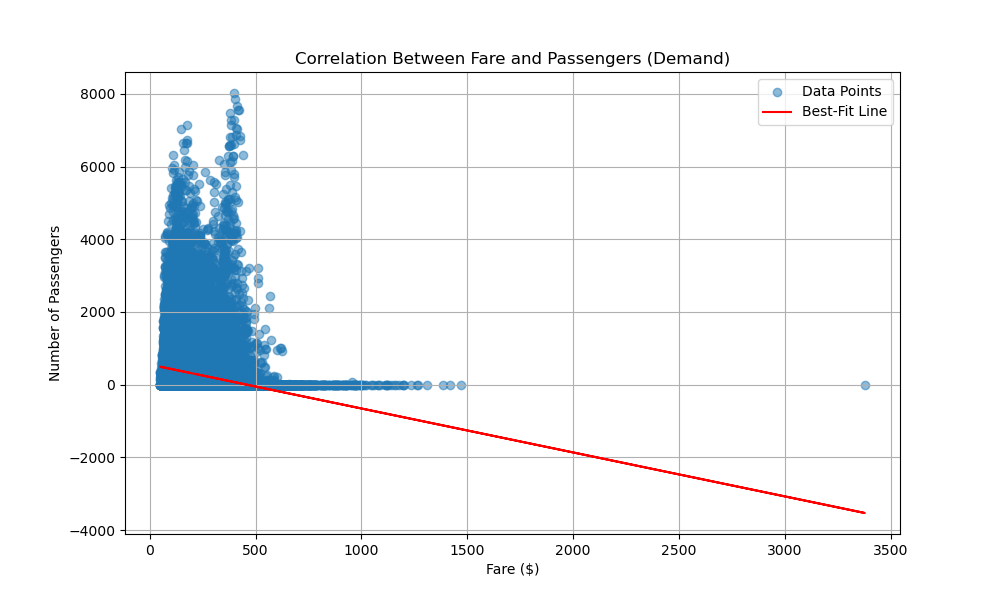 Correlation Between Fare and Passengers (Demand)
Data Points
Best-Fit Line
Number of Passengers
8000
6000
4000
2000
0
−2000
−4000
0 500 1000 1500 2000 2500 3000 3500
Fare ($)